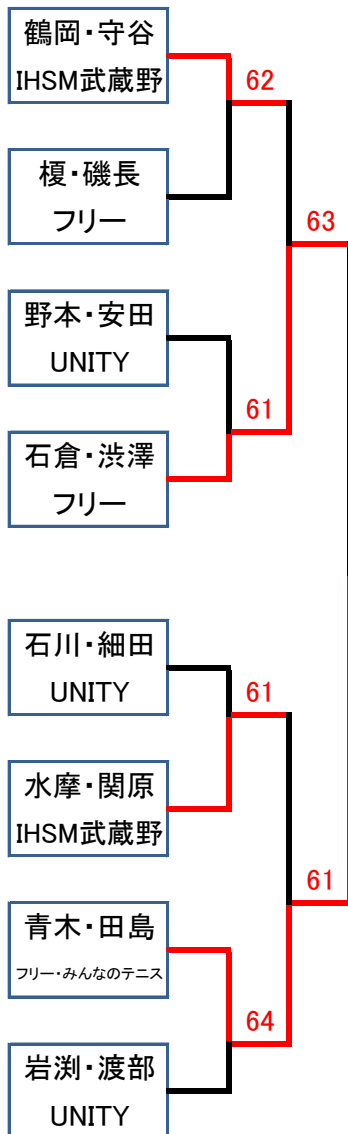 鶴岡・守谷
IHSM武蔵野
62
榎・磯長
フリー
63
野本・安田
UNITY
61
石倉・渋澤
フリー
石川・細田
UNITY
61
水摩・関原
IHSM武蔵野
61
青木・田島
フリー・みんなのテニス
64
岩渕・渡部
UNITY